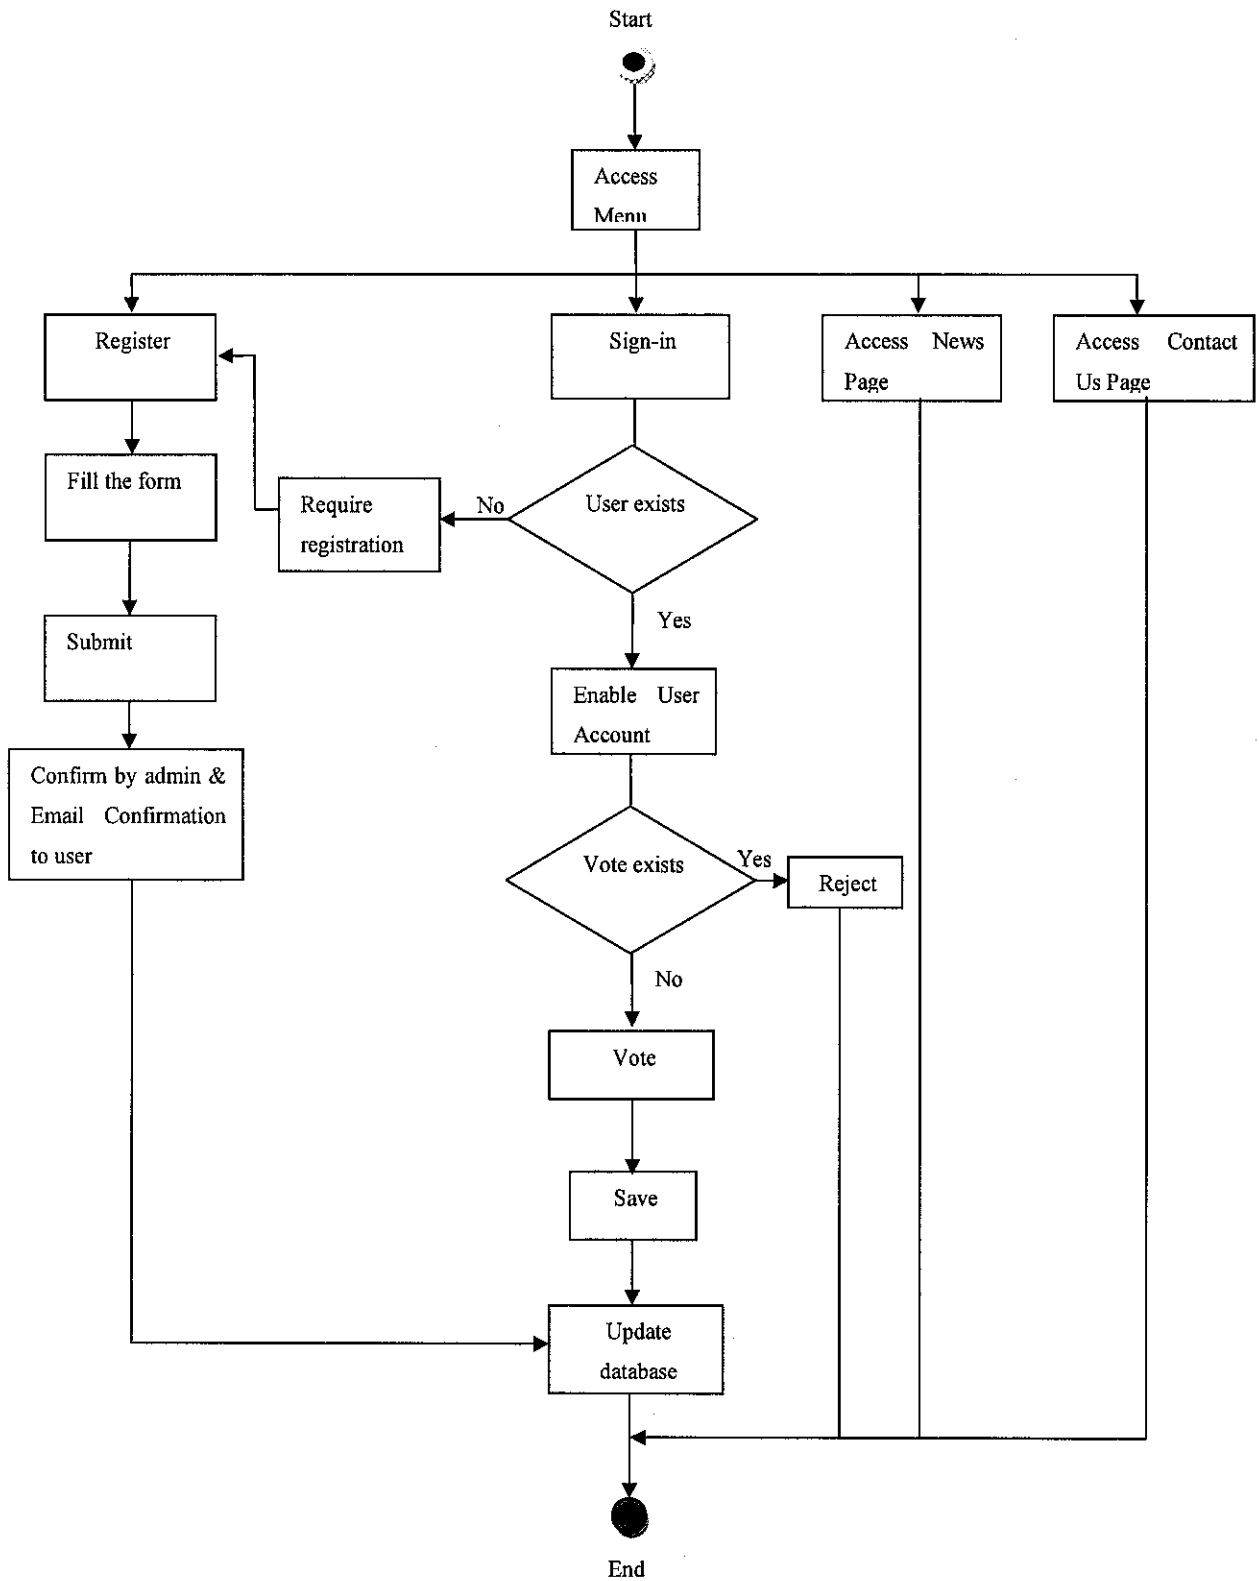 Start
Access
Menu
Register
Sign-in
Access News
Page
Access Contact
Us Page
Fill the form
Require
registration
No
User exists
Yes
Submit
Enable User
Account
Confirm by admin &
Email Confirmation
to user
Vote exists
Yes
Reject
No
Vote
Save
Update
database
End